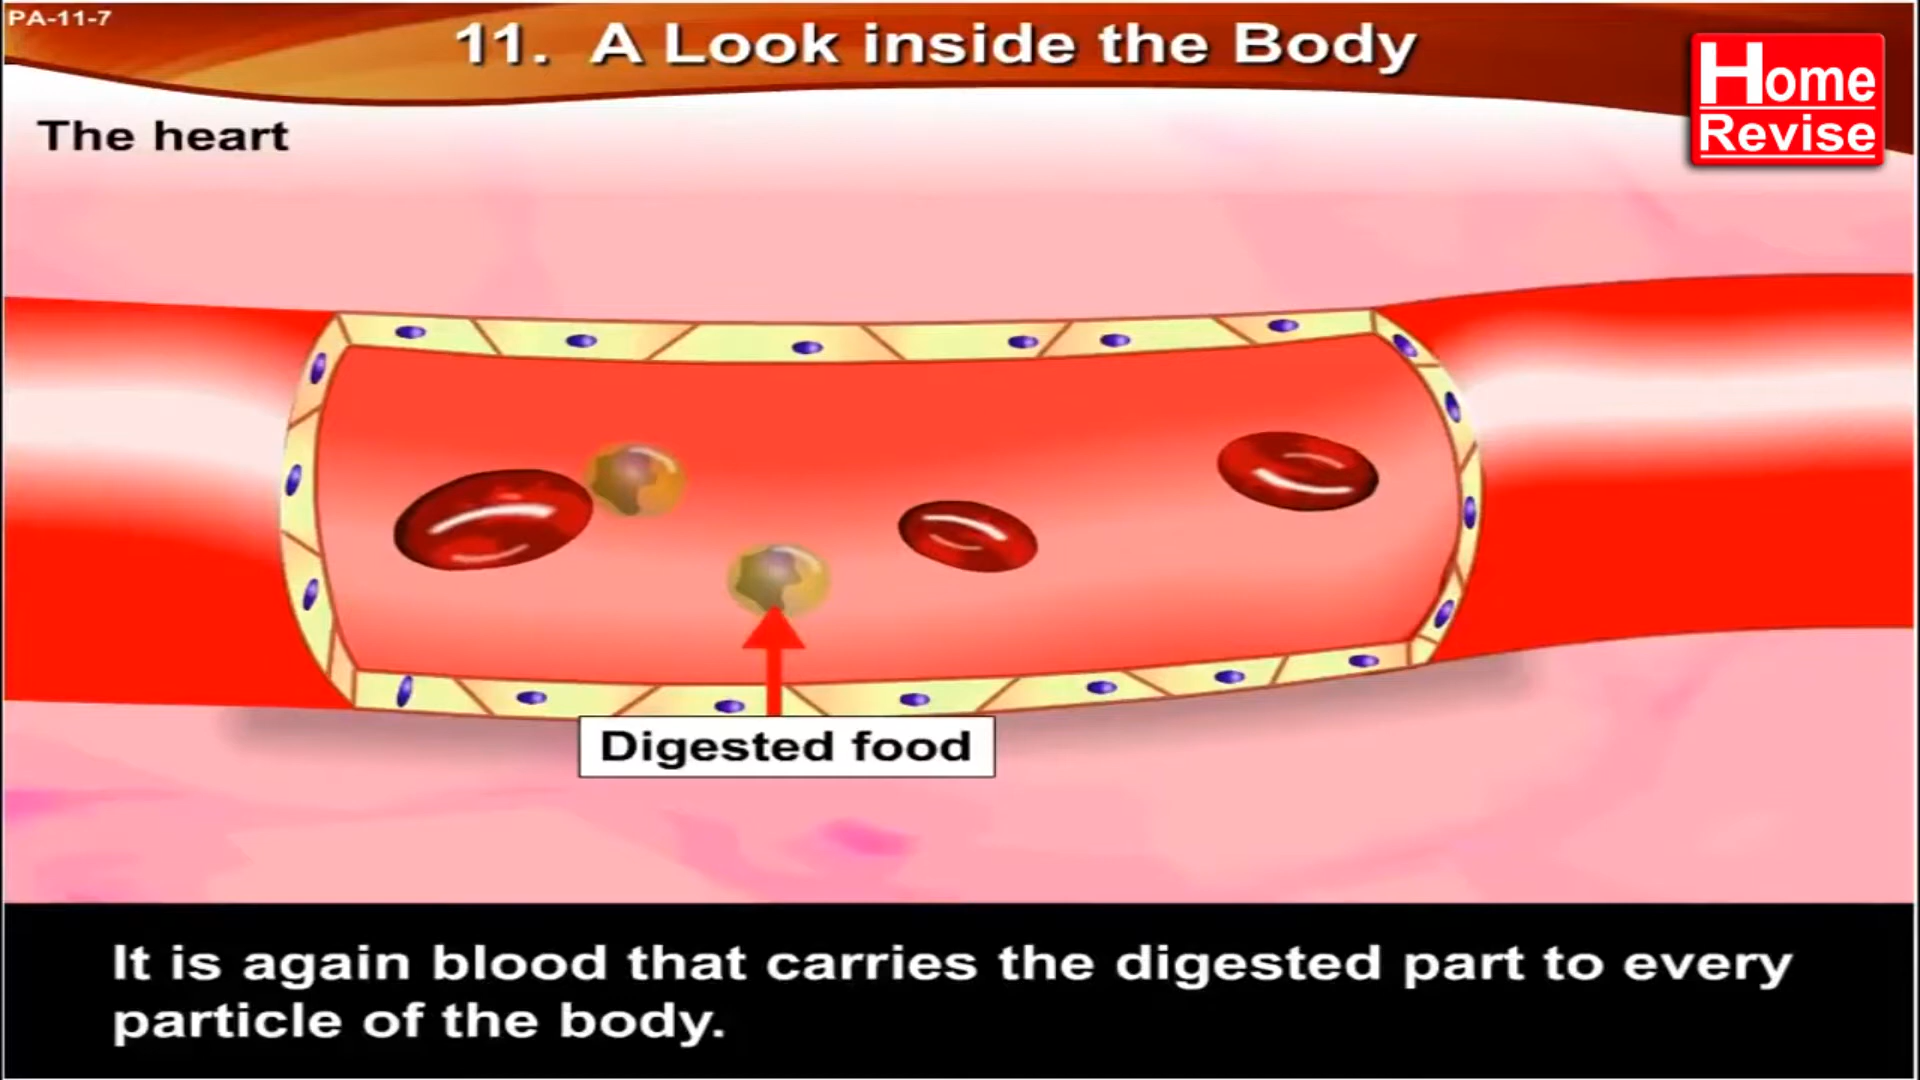 PA-11-7
11. A Look inside the Body
Home
Revise
The heart
Digested food
It is again blood that carries the digested part to every
particle of the body.